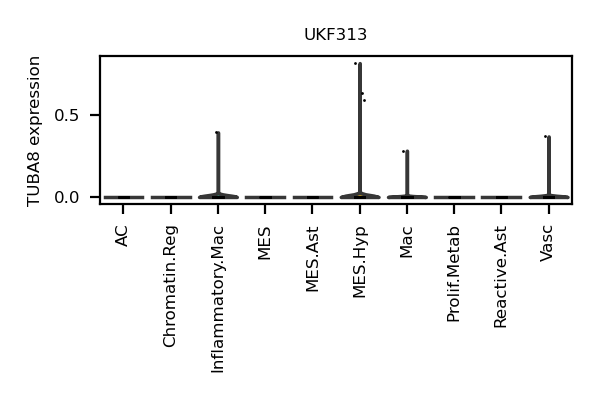 UKF313
TUBA8 expression
0.5
0.0
AC
Chromatin.Reg
Inflammatory.Mac
MES
MES.Ast
MES.Hyp
Mac
Prolif.Metab
Reactive.Ast
Vasc